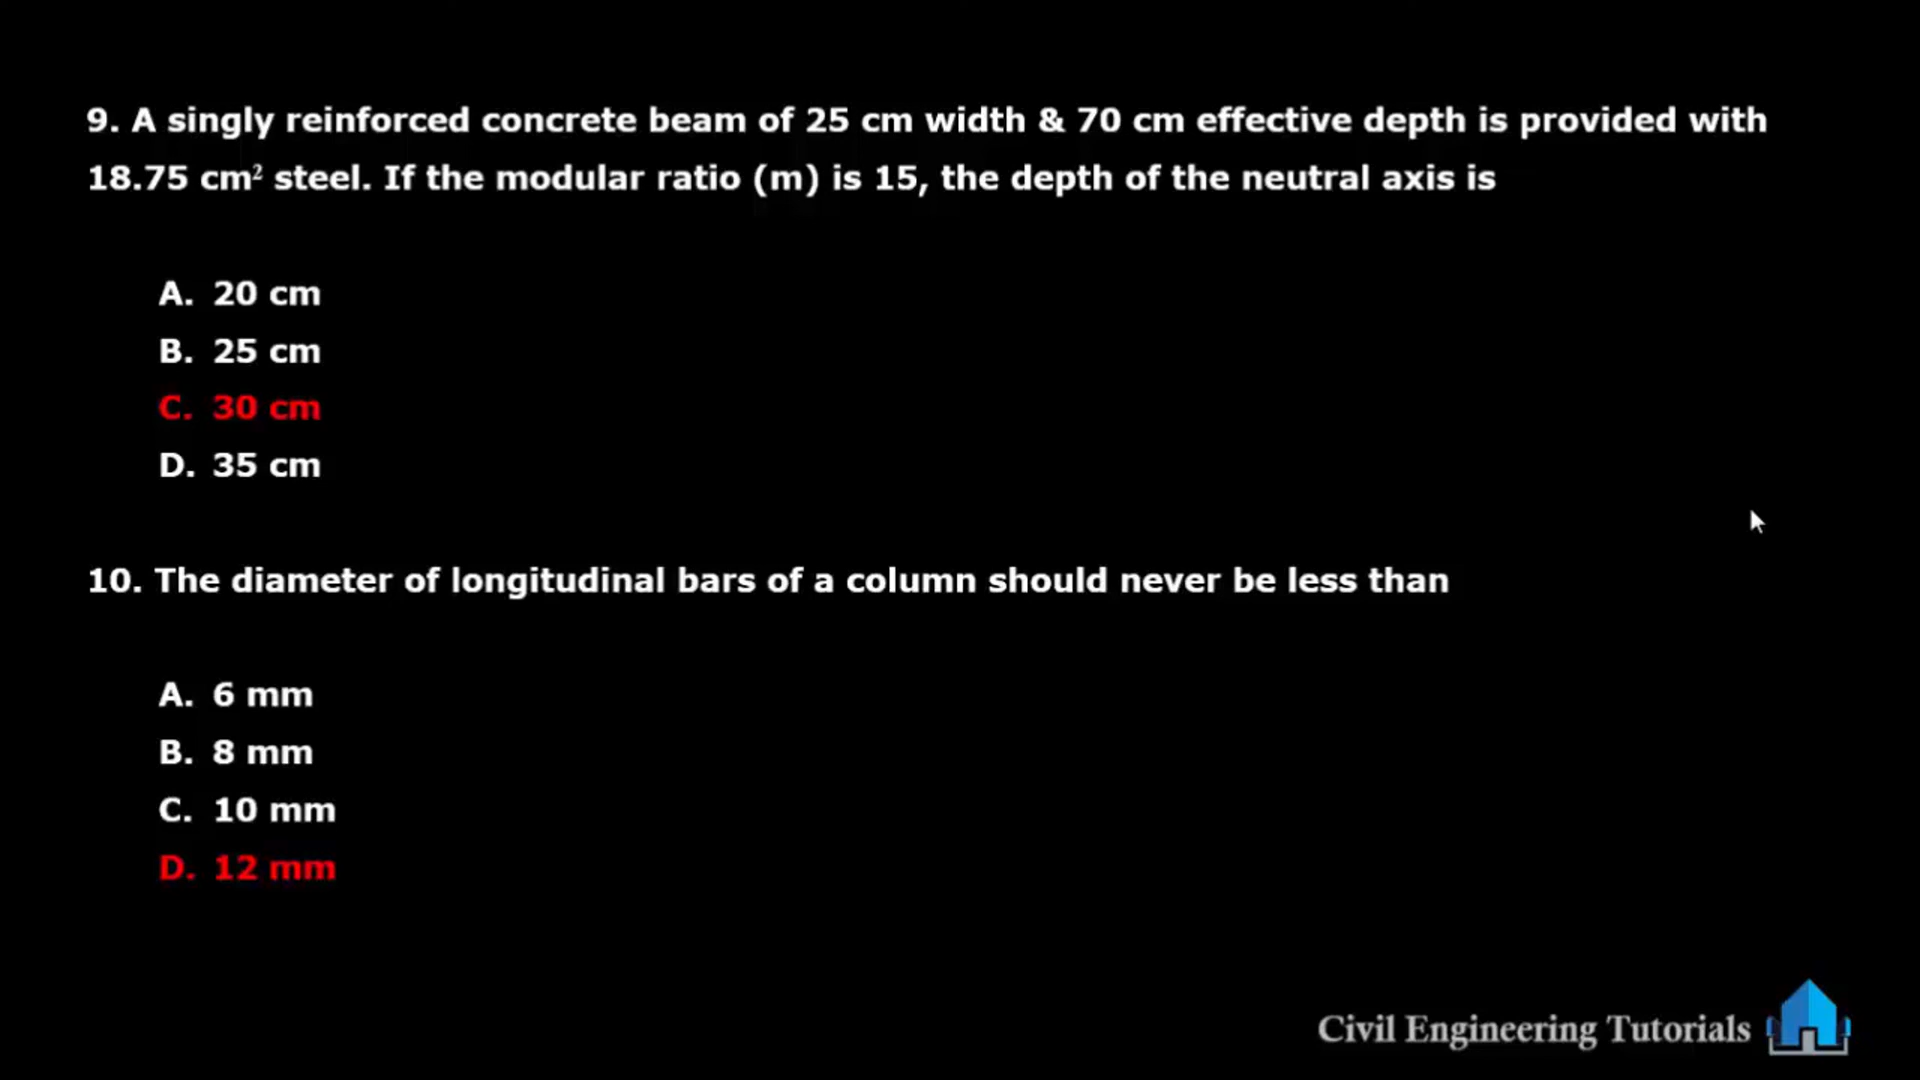 9. A singly reinforced concrete beam of 25 cm width & 70 cm effective depth is provided with
18.75 cm² steel. If the modular ratio (m) is 15, the depth of the neutral axis is
A. 20 cm
B. 25 cm
C. 30 cm
D. 35 cm
10. The diameter of longitudinal bars of a column should never be less than
A. 6 mm
B. 8 mm
C. 10 mm
D. 12 mm
Civil Engineering Tutorials